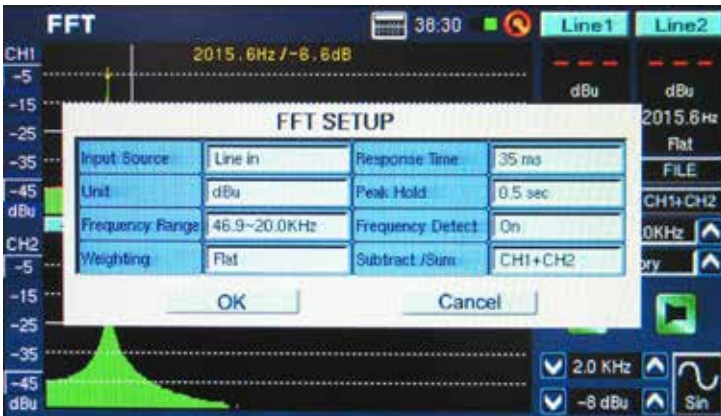 FFT 38:30 Line1 Line2
CH1 2015.6Hz/-6.6dB
-5
dBu dBu
-15 2015.6Hz
FFT SETUP
-25 Flat
Input Source Line in Response Time 35 ms
-35 FILE
Unit dBu Peak Hold 0.5 sec
-45 CH1+CH2
dBu
Frequency Range 46.9~20.0KHz Frequency Detect On
0KHz
CH2
Weighting Flat Subtract /Sum CH1+CH2
-5 ory
-15 OK Cancel
-25
-35 2.0 KHz
-45
dBu -8 dBu Sin